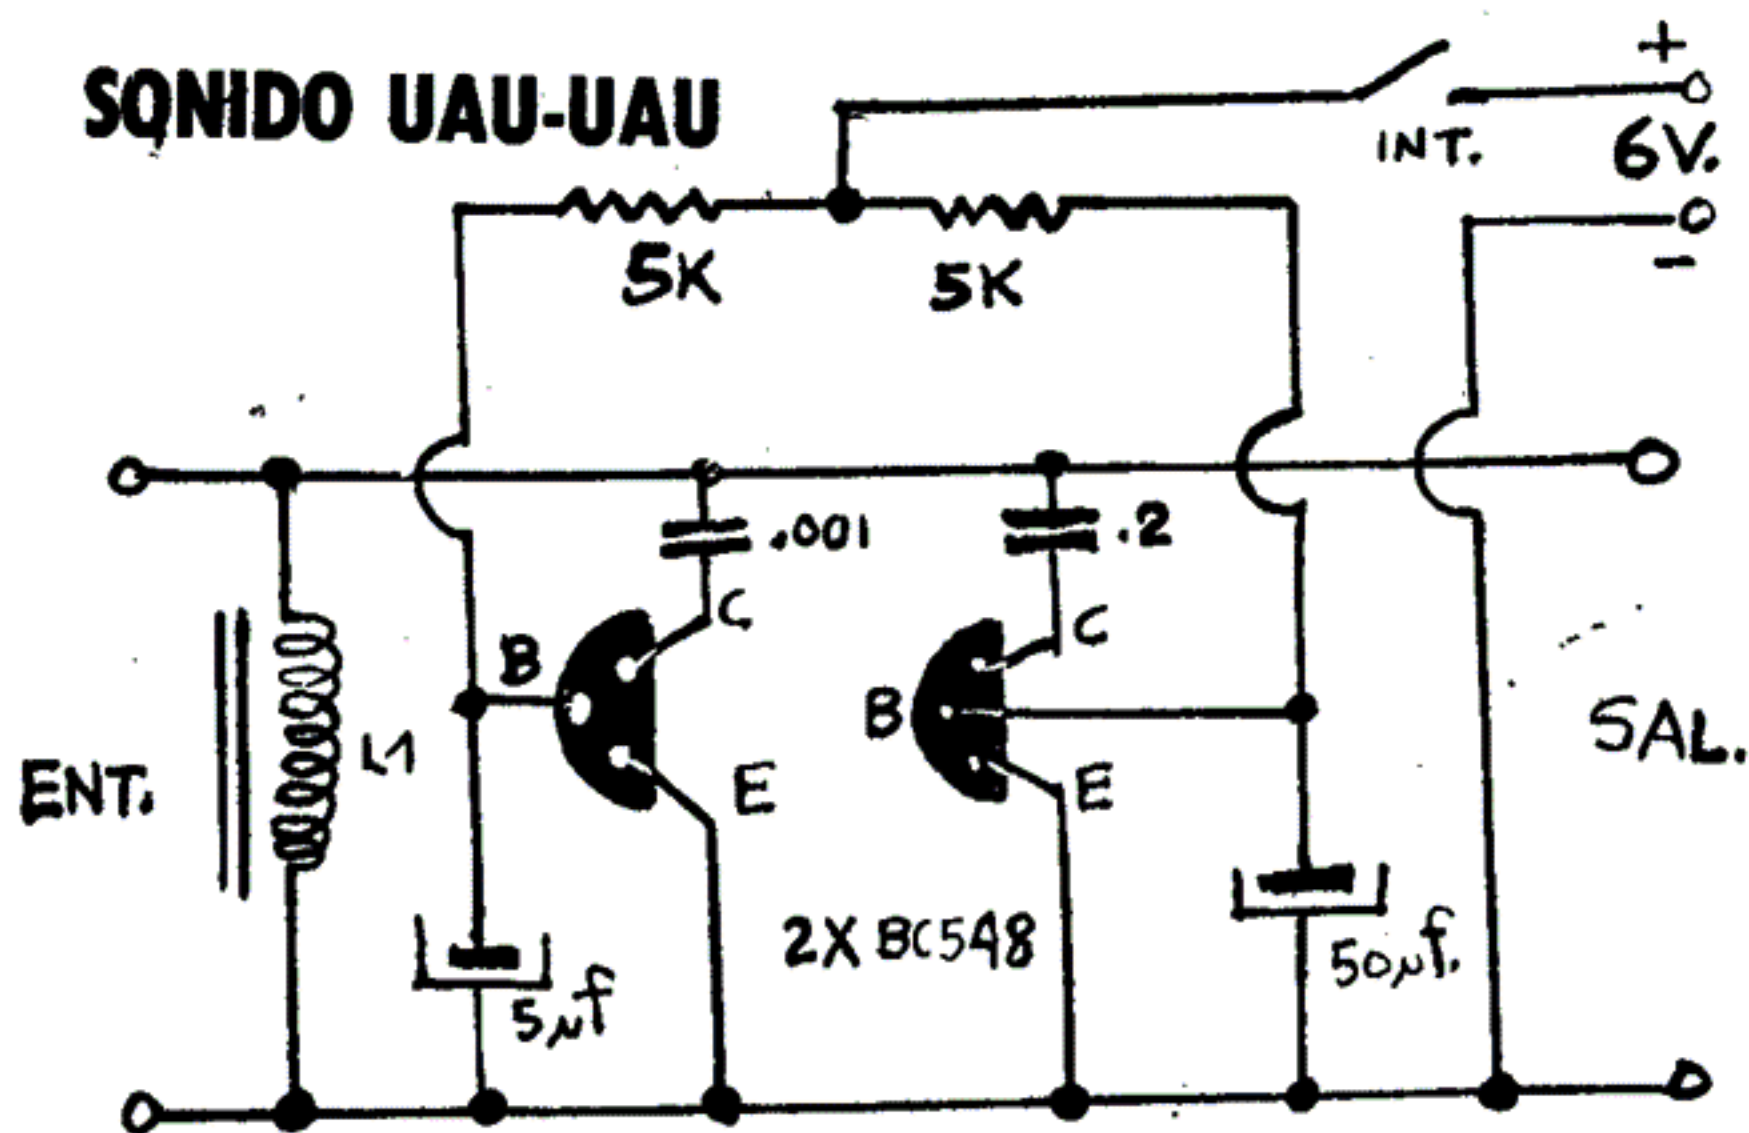 SONIDO UAU-UAU
+
INT.
6V.
-
5K
5K
.001
.2
C
C
B
B
L1
ENT.
SAL.
E
E
2X BC548
5µf
50µf.